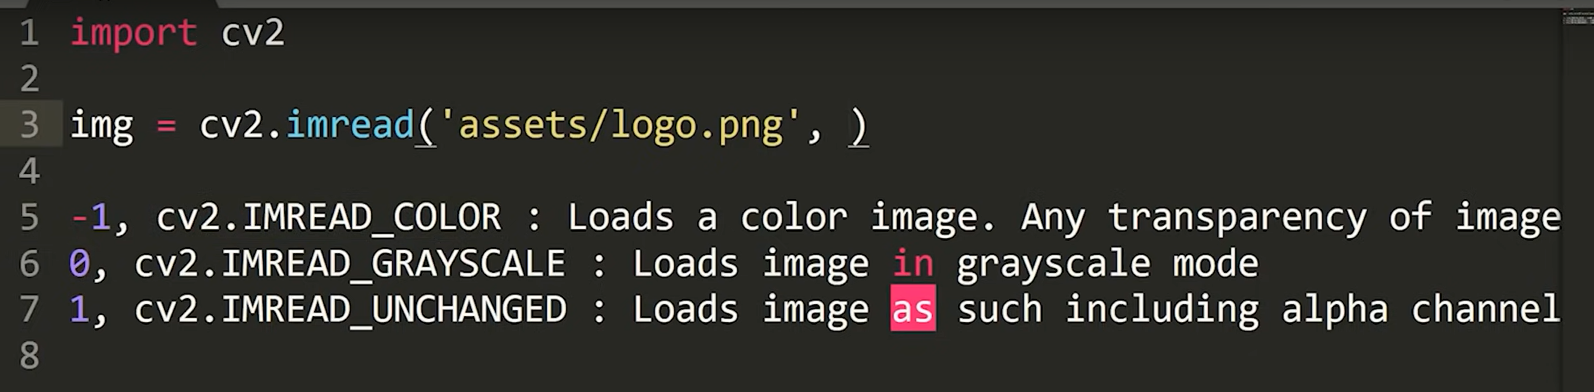 1 import cv2
2
3 img = cv2.imread('assets/logo.png', )
4
5 -1, cv2.IMREAD_COLOR : Loads a color image. Any transparency of image
6 0, cv2.IMREAD_GRAYSCALE : Loads image in grayscale mode
7 1, cv2.IMREAD_UNCHANGED : Loads image as such including alpha channel
8